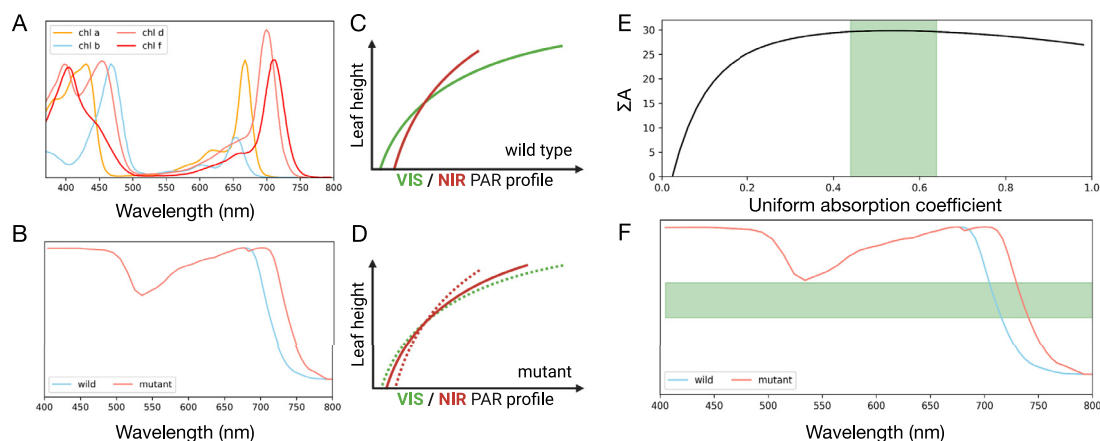 A
chl a
chl d
chl b
chl f
400 450 500 550 600 650 700 750 800
Wavelength (nm)
B
wild
mutant
400 450 500 550 600 650 700 750 800
Wavelength (nm)
C
Leaf height
wild type
VIS / NIR PAR profile
D
Leaf height
mutant
VIS / NIR PAR profile
E
ΣA
30
25
20
15
10
5
0
0.0 0.2 0.4 0.6 0.8 1.0
Uniform absorption coefficient
F
wild
mutant
400 450 500 550 600 650 700 750 800
Wavelength (nm)